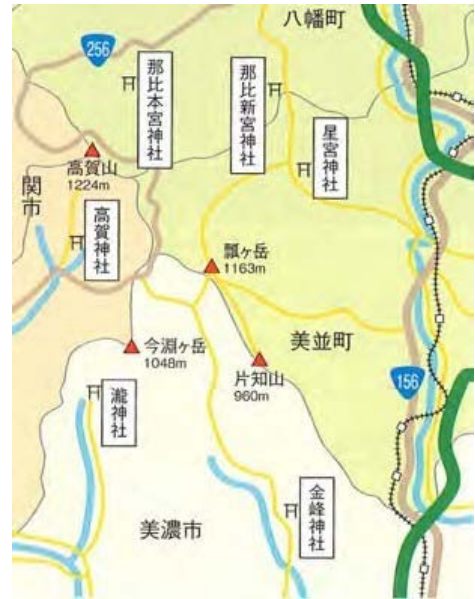 八幡町
256
那比本宮神社
那比新宮神社
星宮神社
高賀山
1224m
関市
高賀神社
瓢ヶ岳
1163m
今淵ヶ岳
1048m
美並町
片知山
960m
156
瀧神社
金峰神社
美濃市